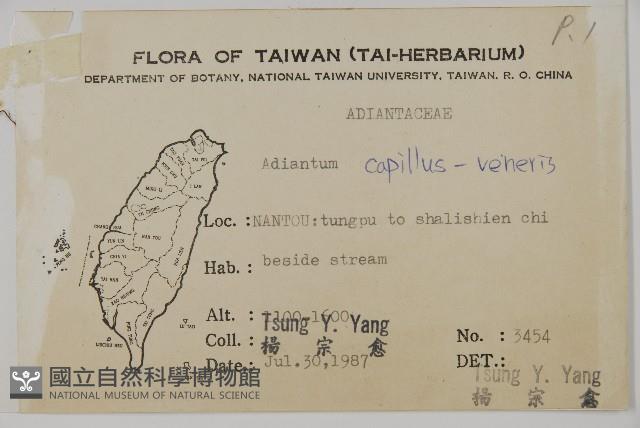 P.1
FLORA OF TAIWAN (TAI-HERBARIUM)
DEPARTMENT OF BOTANY, NATIONAL TAIWAN UNIVERSITY, TAIWAN, R. O. CHINA
ADIANTACEAE
Adiantum capillus-veneris
Loc. : NANTOU:tungpu to shalishien chi
Hab. : beside stream
Alt. : 1100-1600
Coll. : Tsung Y. Yang
楊宗愈
No. : 3454
Date : Jul.30,1987
DET.: Tsung Y. Yang
楊宗愈
國立自然科學博物館
NATIONAL MUSEUM OF NATURAL SCIENCE